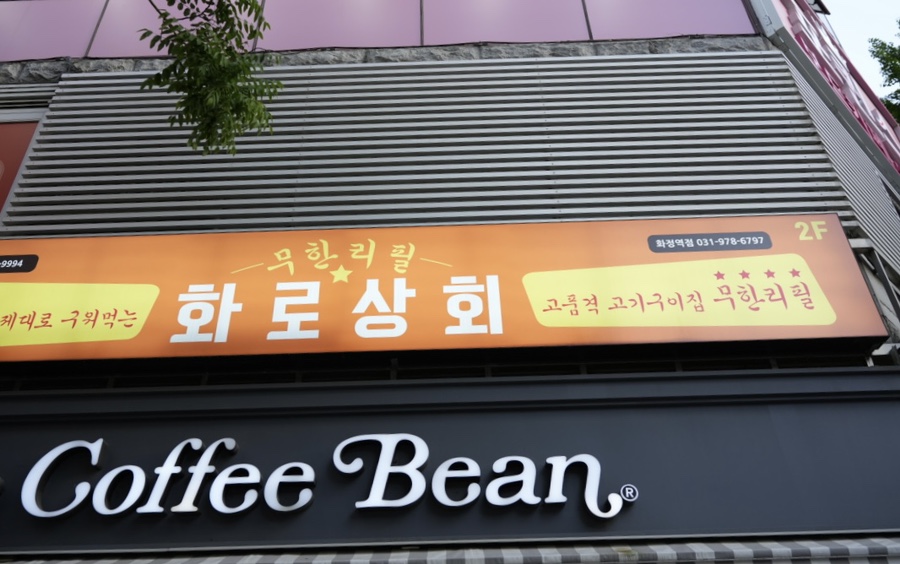 -9994
제대로 구워먹는
무한리필
화로상회
화정역점 031-978-6797
2F
고품격 고기구이집 무한리필
Coffee Bean®